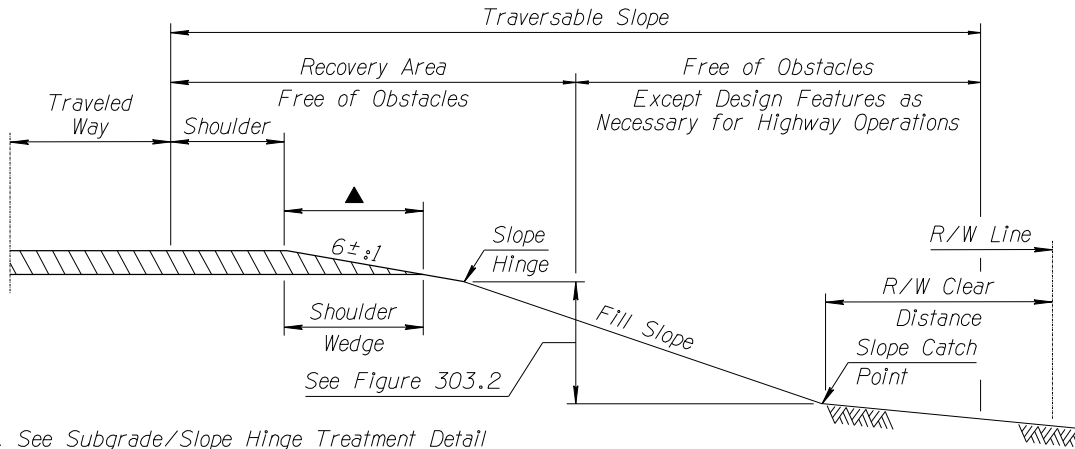 Traversable Slope
Recovery Area
Free of Obstacles
Free of Obstacles
Except Design Features as
Necessary for Highway Operations
Traveled
Way
Shoulder
▲
6±:1
Slope
Hinge
R/W Line
R/W Clear
Distance
Shoulder
Wedge
Fill Slope
See Figure 303.2
Slope Catch
Point
. See Subgrade/Slope Hinge Treatment Detail